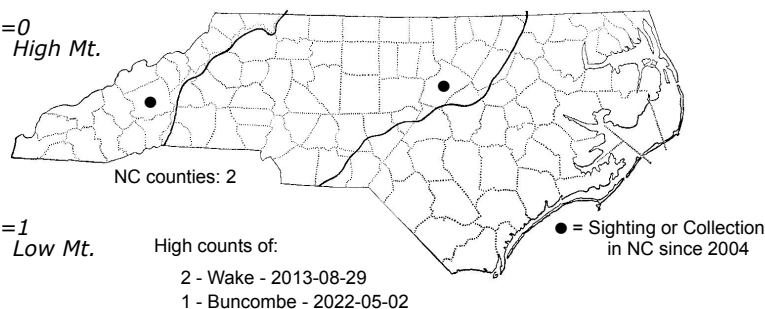 =0
High Mt.
NC counties: 2
=1
Low Mt.
High counts of:
2 - Wake - 2013-08-29
1 - Buncombe - 2022-05-02
● = Sighting or Collection
in NC since 2004